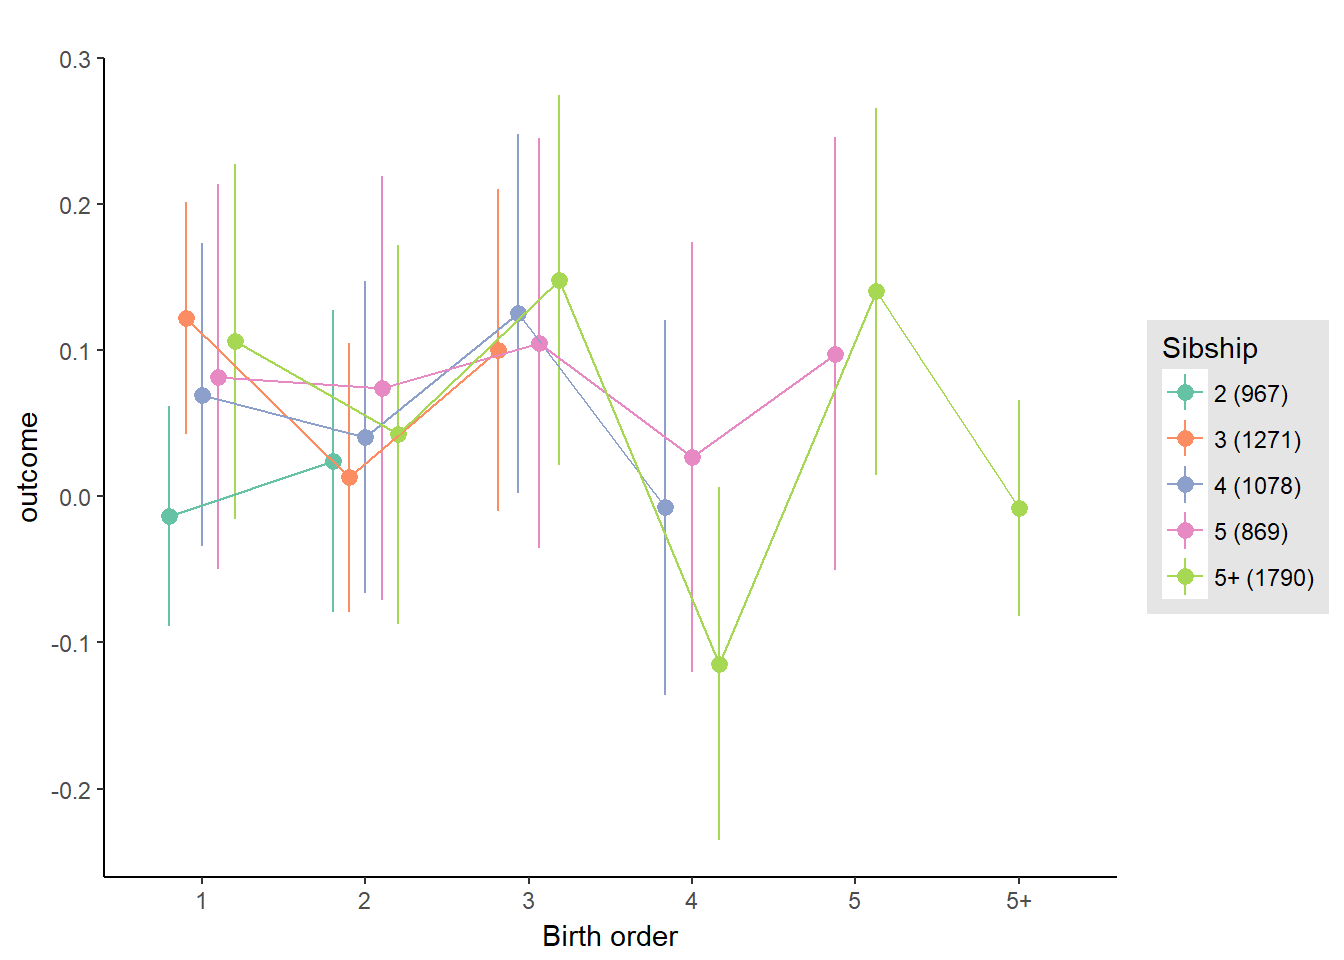 0.3
0.2
0.1
0.0
-0.1
-0.2
outcome
1 2 3 4 5 5+
Birth order
Sibship
2 (967)
3 (1271)
4 (1078)
5 (869)
5+ (1790)